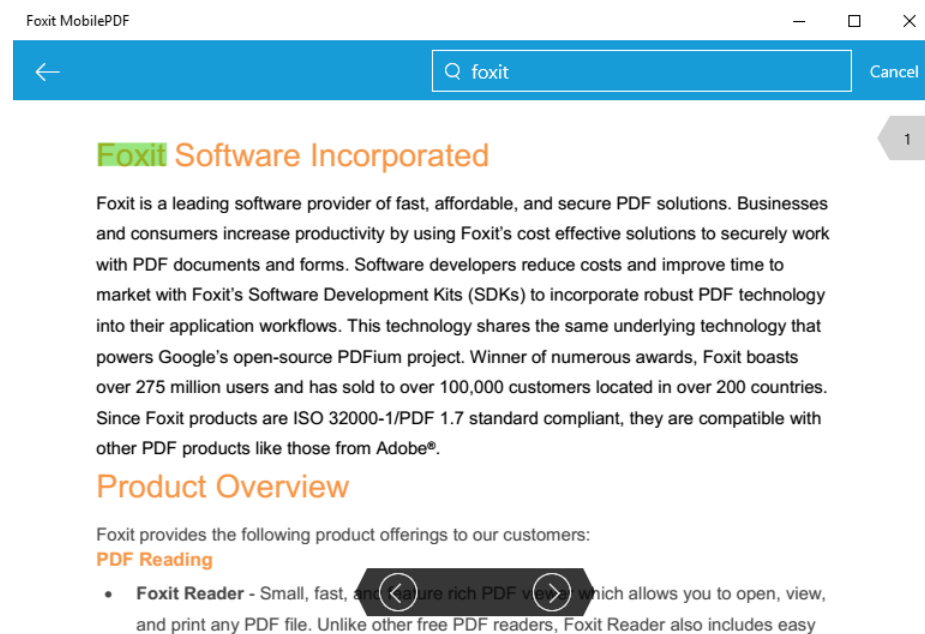 Foxit MobilePDF
foxit
Cancel
1
Foxit Software Incorporated
Foxit is a leading software provider of fast, affordable, and secure PDF solutions. Businesses
and consumers increase productivity by using Foxit’s cost effective solutions to securely work
with PDF documents and forms. Software developers reduce costs and improve time to
market with Foxit’s Software Development Kits (SDKs) to incorporate robust PDF technology
into their application workflows. This technology shares the same underlying technology that
powers Google’s open-source PDFium project. Winner of numerous awards, Foxit boasts
over 275 million users and has sold to over 100,000 customers located in over 200 countries.
Since Foxit products are ISO 32000-1/PDF 1.7 standard compliant, they are compatible with
other PDF products like those from Adobe®.
Product Overview
Foxit provides the following product offerings to our customers:
PDF Reading
• Foxit Reader - Small, fast, and feature rich PDF viewer which allows you to open, view,
and print any PDF file. Unlike other free PDF readers, Foxit Reader also includes easy